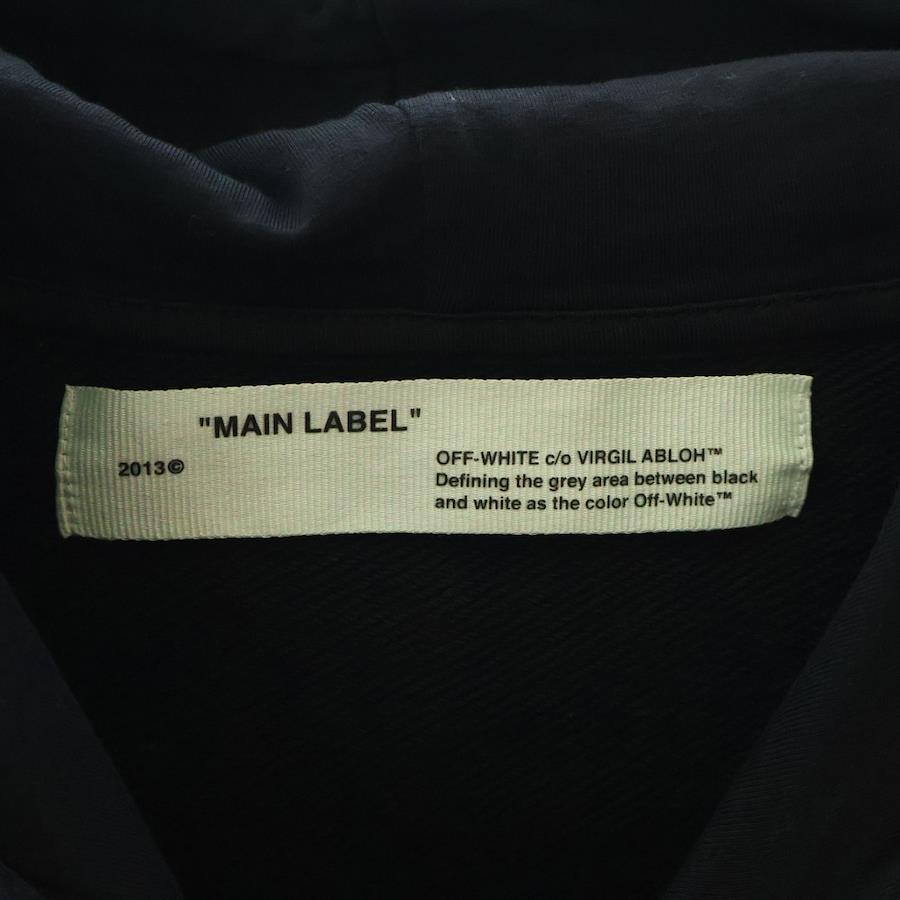 "MAIN LABEL"
2013©
OFF-WHITE c/o VIRGIL ABLOH™
Defining the grey area between black
and white as the color Off-White™